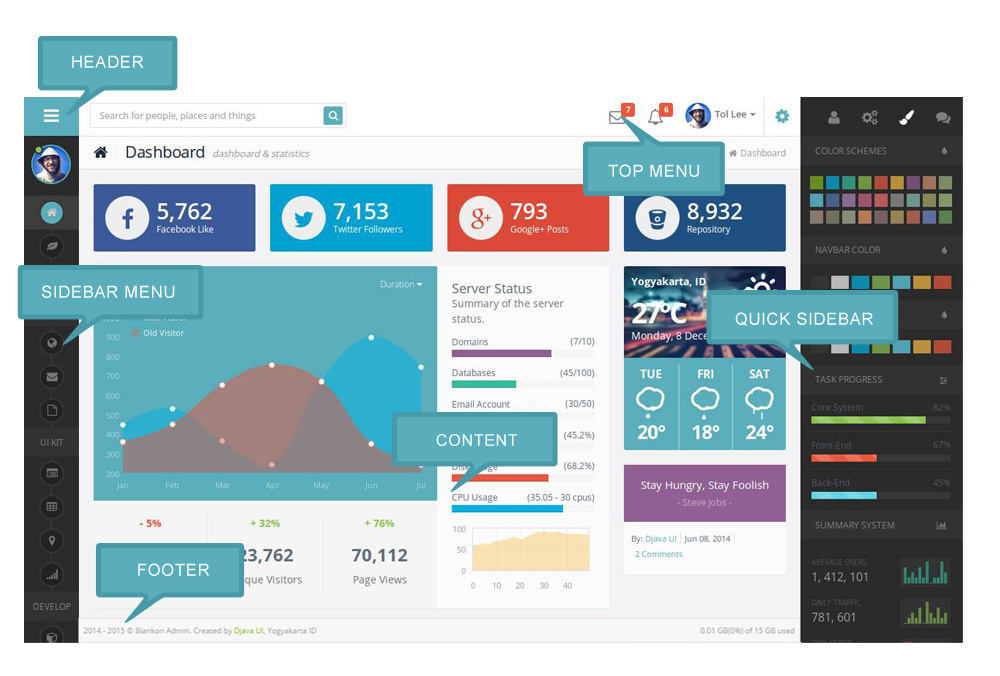 HEADER
Search for people, places and things
7
6
Tol Lee
TOP MENU
COLOR SCHEMES
Dashboard
dashboard & statistics
Dashboard
5,762
Facebook Like
7,153
Twitter Followers
793
Google+ Posts
8,932
Repository
NAVBAR COLOR
SIDEBAR MENU
Duration
Old Visitor
900
800
700
600
500
400
300
200
Jan
Feb
Mar
Apr
May
Jun
Jul
Server Status
Summary of the server
status.
Domains
(7/10)
Databases
(45/100)
Email Account
(30/50)
(45.2%)
(68.2%)
CPU Usage
(35.05 - 30 cpus)
100
50
0
0
10
20
30
40
CONTENT
Yogyakarta, ID
27°C
Monday, 8 Dece
QUICK SIDEBAR
TUE
FRI
SAT
20°
18°
24°
TASK PROGRESS
Core System
82%
Front-End
67%
Back-End
45%
UI KIT
Stay Hungry, Stay Foolish
- Steve Jobs -
By: Djava UI
Jun 08, 2014
2 Comments
SUMMARY SYSTEM
AVERAGE USERS
1, 412, 101
DAILY TRAFFIC
781, 601
- 5%
+ 32%
+ 76%
23,762
70,112
que Visitors
Page Views
FOOTER
DEVELOP
2014 - 2015 © Blankon Admin. Created by Djava UI, Yogyakarta ID
0.01 GB(0%) of 15 GB used